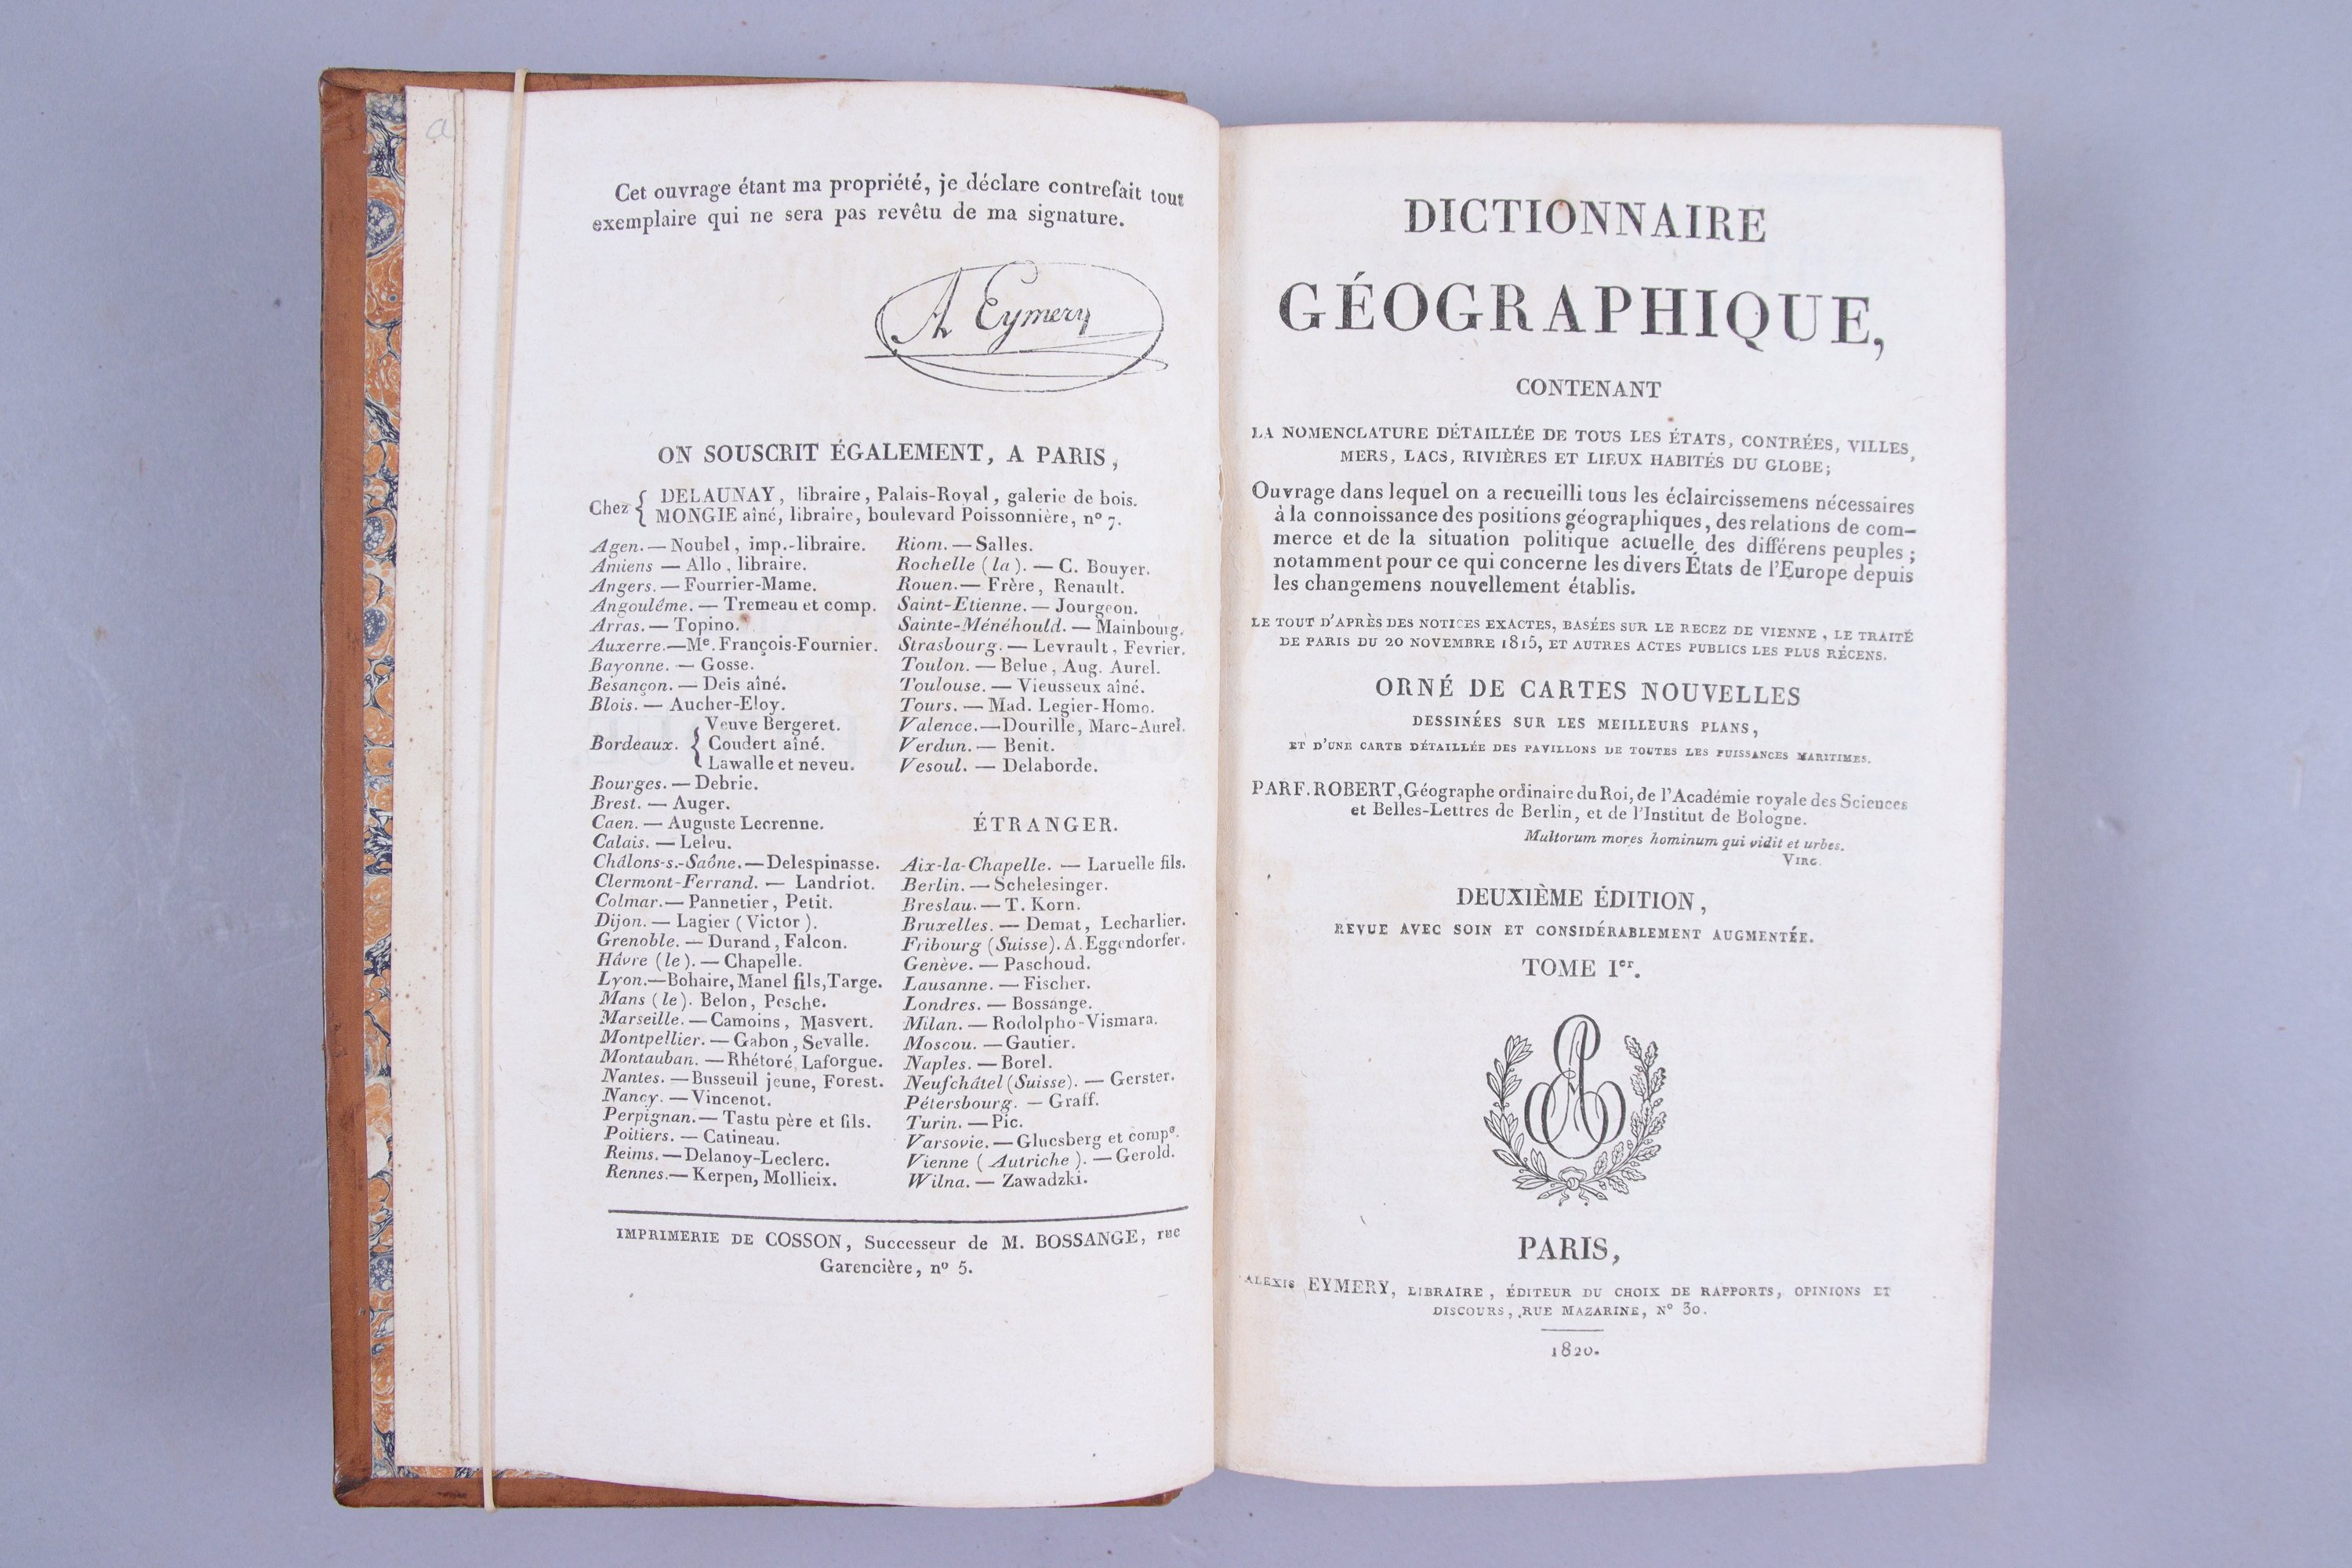 a
Cet ouvrage étant ma propriété, je déclare contrefait tout
exemplaire qui ne sera pas revêtu de ma signature.
A Eymery
ON SOUSCRIT ÉGALEMENT, A PARIS,
Chez { DELAUNAY, libraire, Palais-Royal, galerie de bois.
MONGIE aîné, libraire, boulevard Poissonnière, nº 7.
Agen. — Noubel, imp.-libraire.
Amiens — Allo, libraire.
Angers. — Fourrier-Mame.
Angoulême. — Tremeau et comp.
Arras. — Topino.
Auxerre.—Mᵉ. François-Fournier.
Bayonne. — Gosse.
Besançon. — Deis aîné.
Blois. — Aucher-Eloy.
Bordeaux. { Veuve Bergeret.
Coudert aîné.
Lawalle et neveu.
Bourges. — Debrie.
Brest. — Auger.
Caen. — Auguste Lecrenne.
Calais. — Leleu.
Châlons-s.-Saône.—Delespinasse.
Clermont-Ferrand. — Landriot.
Colmar.— Pannetier, Petit.
Dijon. — Lagier (Victor).
Grenoble. — Durand, Falcon.
Hâvre (le). — Chapelle.
Lyon.—Bohaire, Manel fils, Targe.
Mans (le). Belon, Pesche.
Marseille. — Camoins, Masvert.
Montpellier. — Gabon, Sevalle.
Montauban. — Rhétoré, Laforgue.
Nantes. — Busseuil jeune, Forest.
Nancy. — Vincenot.
Perpignan.— Tastu père et fils.
Poitiers. — Catineau.
Reims. — Delanoy-Leclerc.
Rennes.— Kerpen, Mollieix.
Riom. — Salles.
Rochelle (la). — C. Bouyer.
Rouen.— Frère, Renault.
Saint-Etienne. — Jourgeon.
Sainte-Ménéhould. — Mainbourg.
Strasbourg. — Levrault, Fevrier.
Toulon. — Belue, Aug. Aurel.
Toulouse. — Vieusseux aîné.
Tours. — Mad. Legier-Homo.
Valence.—Dourille, Marc-Aurel.
Verdun. — Benit.
Vesoul. — Delaborde.
ÉTRANGER.
Aix-la-Chapelle. — Laruelle fils.
Berlin. — Schelesinger.
Breslau. — T. Korn.
Bruxelles. — Demat, Lecharlier.
Fribourg (Suisse). A. Eggendorfer.
Genève. — Paschoud.
Lausanne. — Fischer.
Londres. — Bossange.
Milan. — Rodolpho-Vismara.
Moscou. — Gautier.
Naples. — Borel.
Neufchâtel (Suisse). — Gerster.
Pétersbourg. — Graff.
Turin. — Pic.
Varsovie. — Glucsberg et compᵉ.
Vienne (Autriche). — Gerold.
Wilna. — Zawadzki.
IMPRIMERIE DE COSSON, Successeur de M. BOSSANGE, rue
Garencière, nº 5.
DICTIONNAIRE
GÉOGRAPHIQUE,
CONTENANT
LA NOMENCLATURE DÉTAILLÉE DE TOUS LES ÉTATS, CONTRÉES, VILLES,
MERS, LACS, RIVIÈRES ET LIEUX HABITÉS DU GLOBE;
Ouvrage dans lequel on a recueilli tous les éclaircissemens nécessaires
à la connoissance des positions géographiques, des relations de com-
merce et de la situation politique actuelle des différens peuples;
notamment pour ce qui concerne les divers États de l'Europe depuis
les changemens nouvellement établis.
LE TOUT D'APRÈS DES NOTICES EXACTES, BASÉES SUR LE RECEZ DE VIENNE, LE TRAITÉ
DE PARIS DU 20 NOVEMBRE 1815, ET AUTRES ACTES PUBLICS LES PLUS RÉCENS.
ORNÉ DE CARTES NOUVELLES
DESSINÉES SUR LES MEILLEURS PLANS,
ET D'UNE CARTE DÉTAILLÉE DES PAVILLONS DE TOUTES LES PUISSANCES MARITIMES.
PAR F. ROBERT, Géographe ordinaire du Roi, de l'Académie royale des Sciences
et Belles-Lettres de Berlin, et de l'Institut de Bologne.
Multorum mores hominum qui vidit et urbes.
VIRG.
DEUXIÈME ÉDITION,
REVUE AVEC SOIN ET CONSIDÉRABLEMENT AUGMENTÉE.
TOME Iᵉʳ.
AE
PARIS,
ALEXIS EYMERY, LIBRAIRE, ÉDITEUR DU CHOIX DE RAPPORTS, OPINIONS ET
DISCOURS, RUE MAZARINE, Nº 30.
1820.